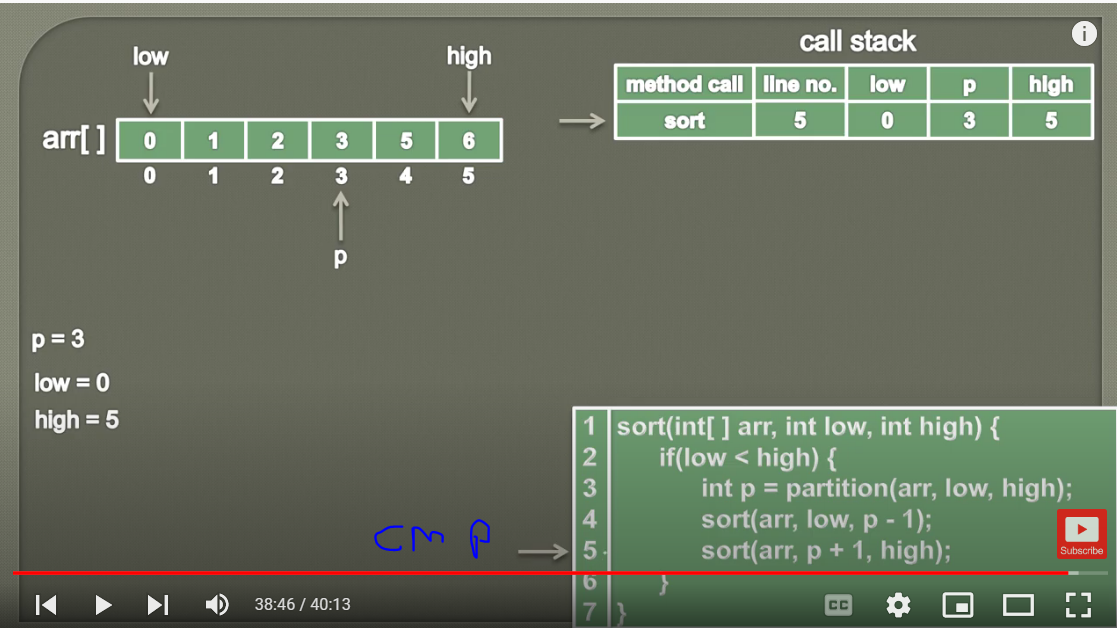 call stack
low
high
method call line no. low p high
sort 5 0 3 5
arr[ ] 0 1 2 3 5 6
0 1 2 3 4 5
p
p = 3
low = 0
high = 5
1 sort(int[ ] arr, int low, int high) {
2 if(low < high) {
3 int p = partition(arr, low, high);
4 sort(arr, low, p - 1);
cm p
5 sort(arr, p + 1, high);
6 }
7 }
Subscribe
38:46 / 40:13
CC
i